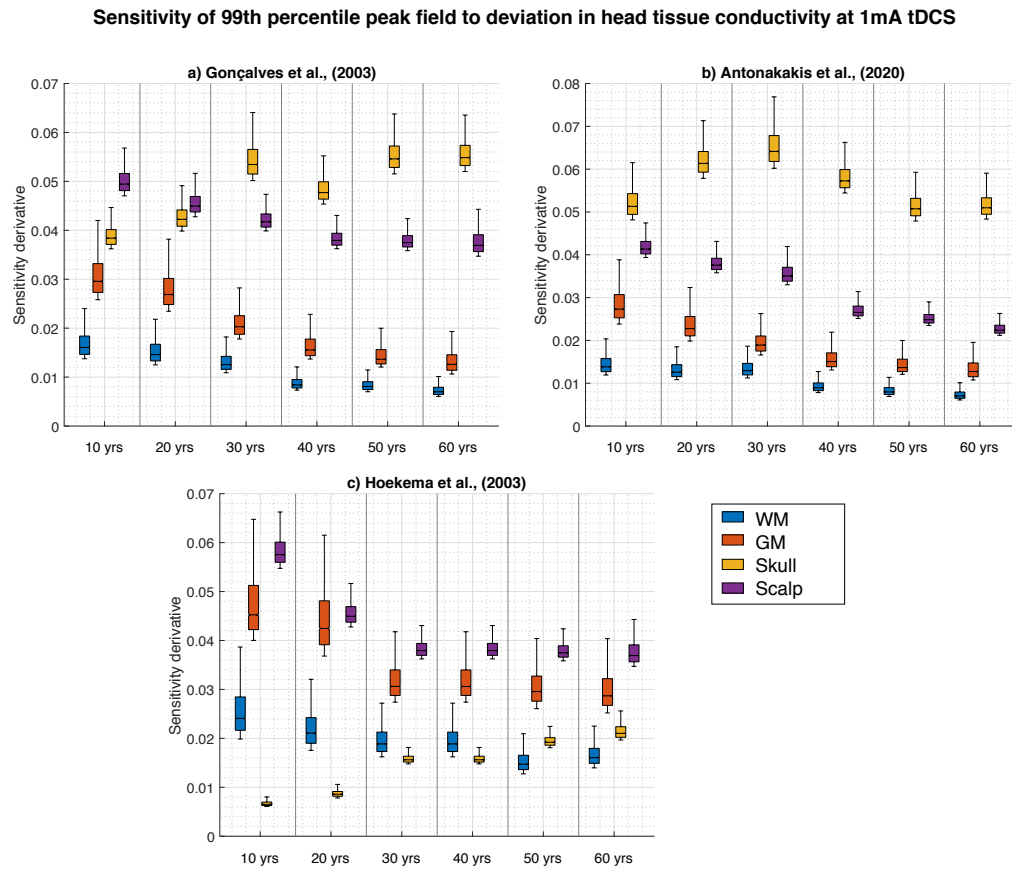 Sensitivity of 99th percentile peak field to deviation in head tissue conductivity at 1mA tDCS
a) Gonçalves et al., (2003)
Sensitivity derivative
0.07
0.06
0.05
0.04
0.03
0.02
0.01
0
10 yrs 20 yrs 30 yrs 40 yrs 50 yrs 60 yrs
b) Antonakakis et al., (2020)
Sensitivity derivative
0.08
0.07
0.06
0.05
0.04
0.03
0.02
0.01
0
10 yrs 20 yrs 30 yrs 40 yrs 50 yrs 60 yrs
c) Hoekema et al., (2003)
Sensitivity derivative
0.07
0.06
0.05
0.04
0.03
0.02
0.01
0
10 yrs 20 yrs 30 yrs 40 yrs 50 yrs 60 yrs
WM
GM
Skull
Scalp